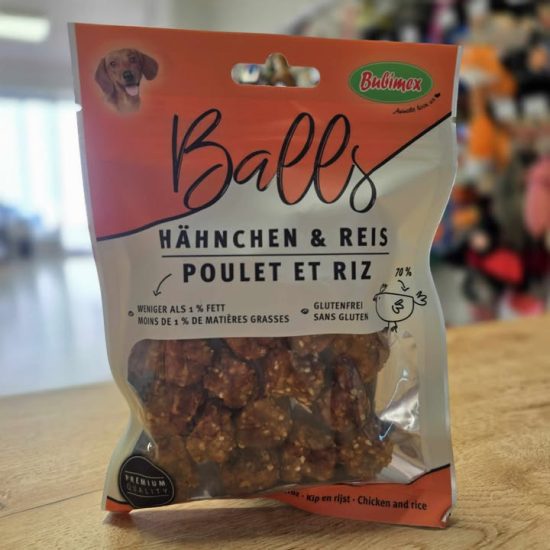 Bubimex
Balls
HÄHNCHEN & REIS
POULET ET RIZ
70 %
WENIGER ALS 1 % FETT
MOINS DE 1 % DE MATIÈRES GRASSES
GLUTENFREI
SANS GLUTEN
PREMIUM
QUALITY
· Kip en rijst · Chicken and rice